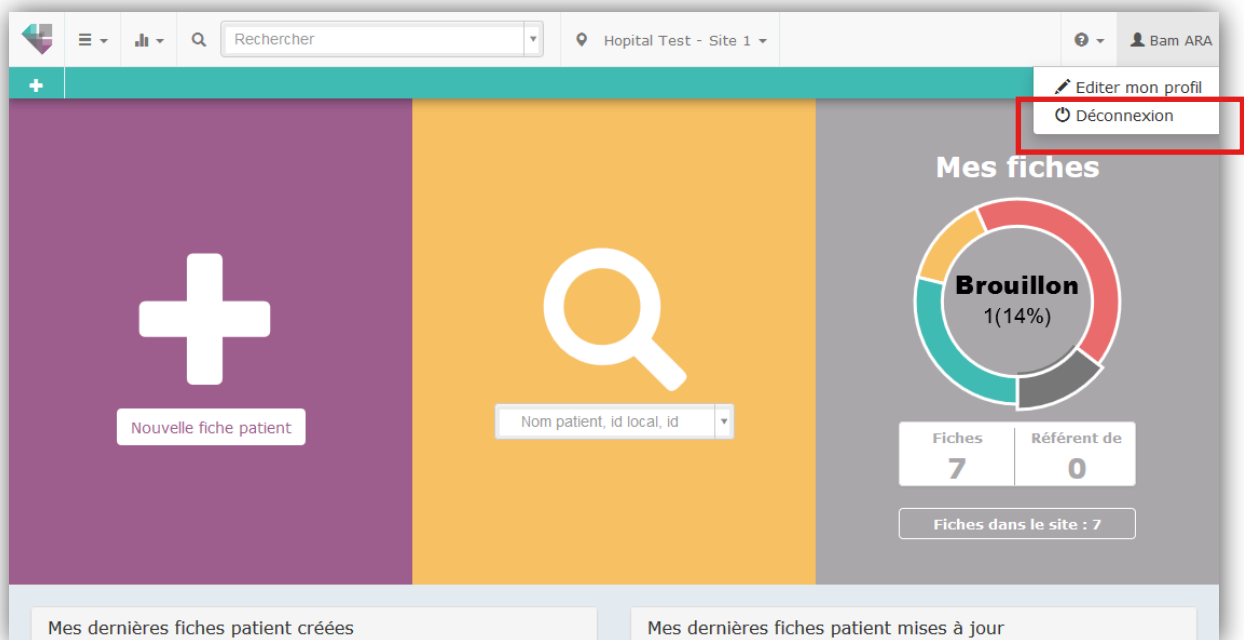 Rechercher
Hopital Test - Site 1
Bam ARA
Editer mon profil
Déconnexion
Mes fiches
Brouillon
1(14%)
Nouvelle fiche patient
Nom patient, id local, id
Fiches
Référent de
7
0
Fiches dans le site : 7
Mes dernières fiches patient créées
Mes dernières fiches patient mises à jour